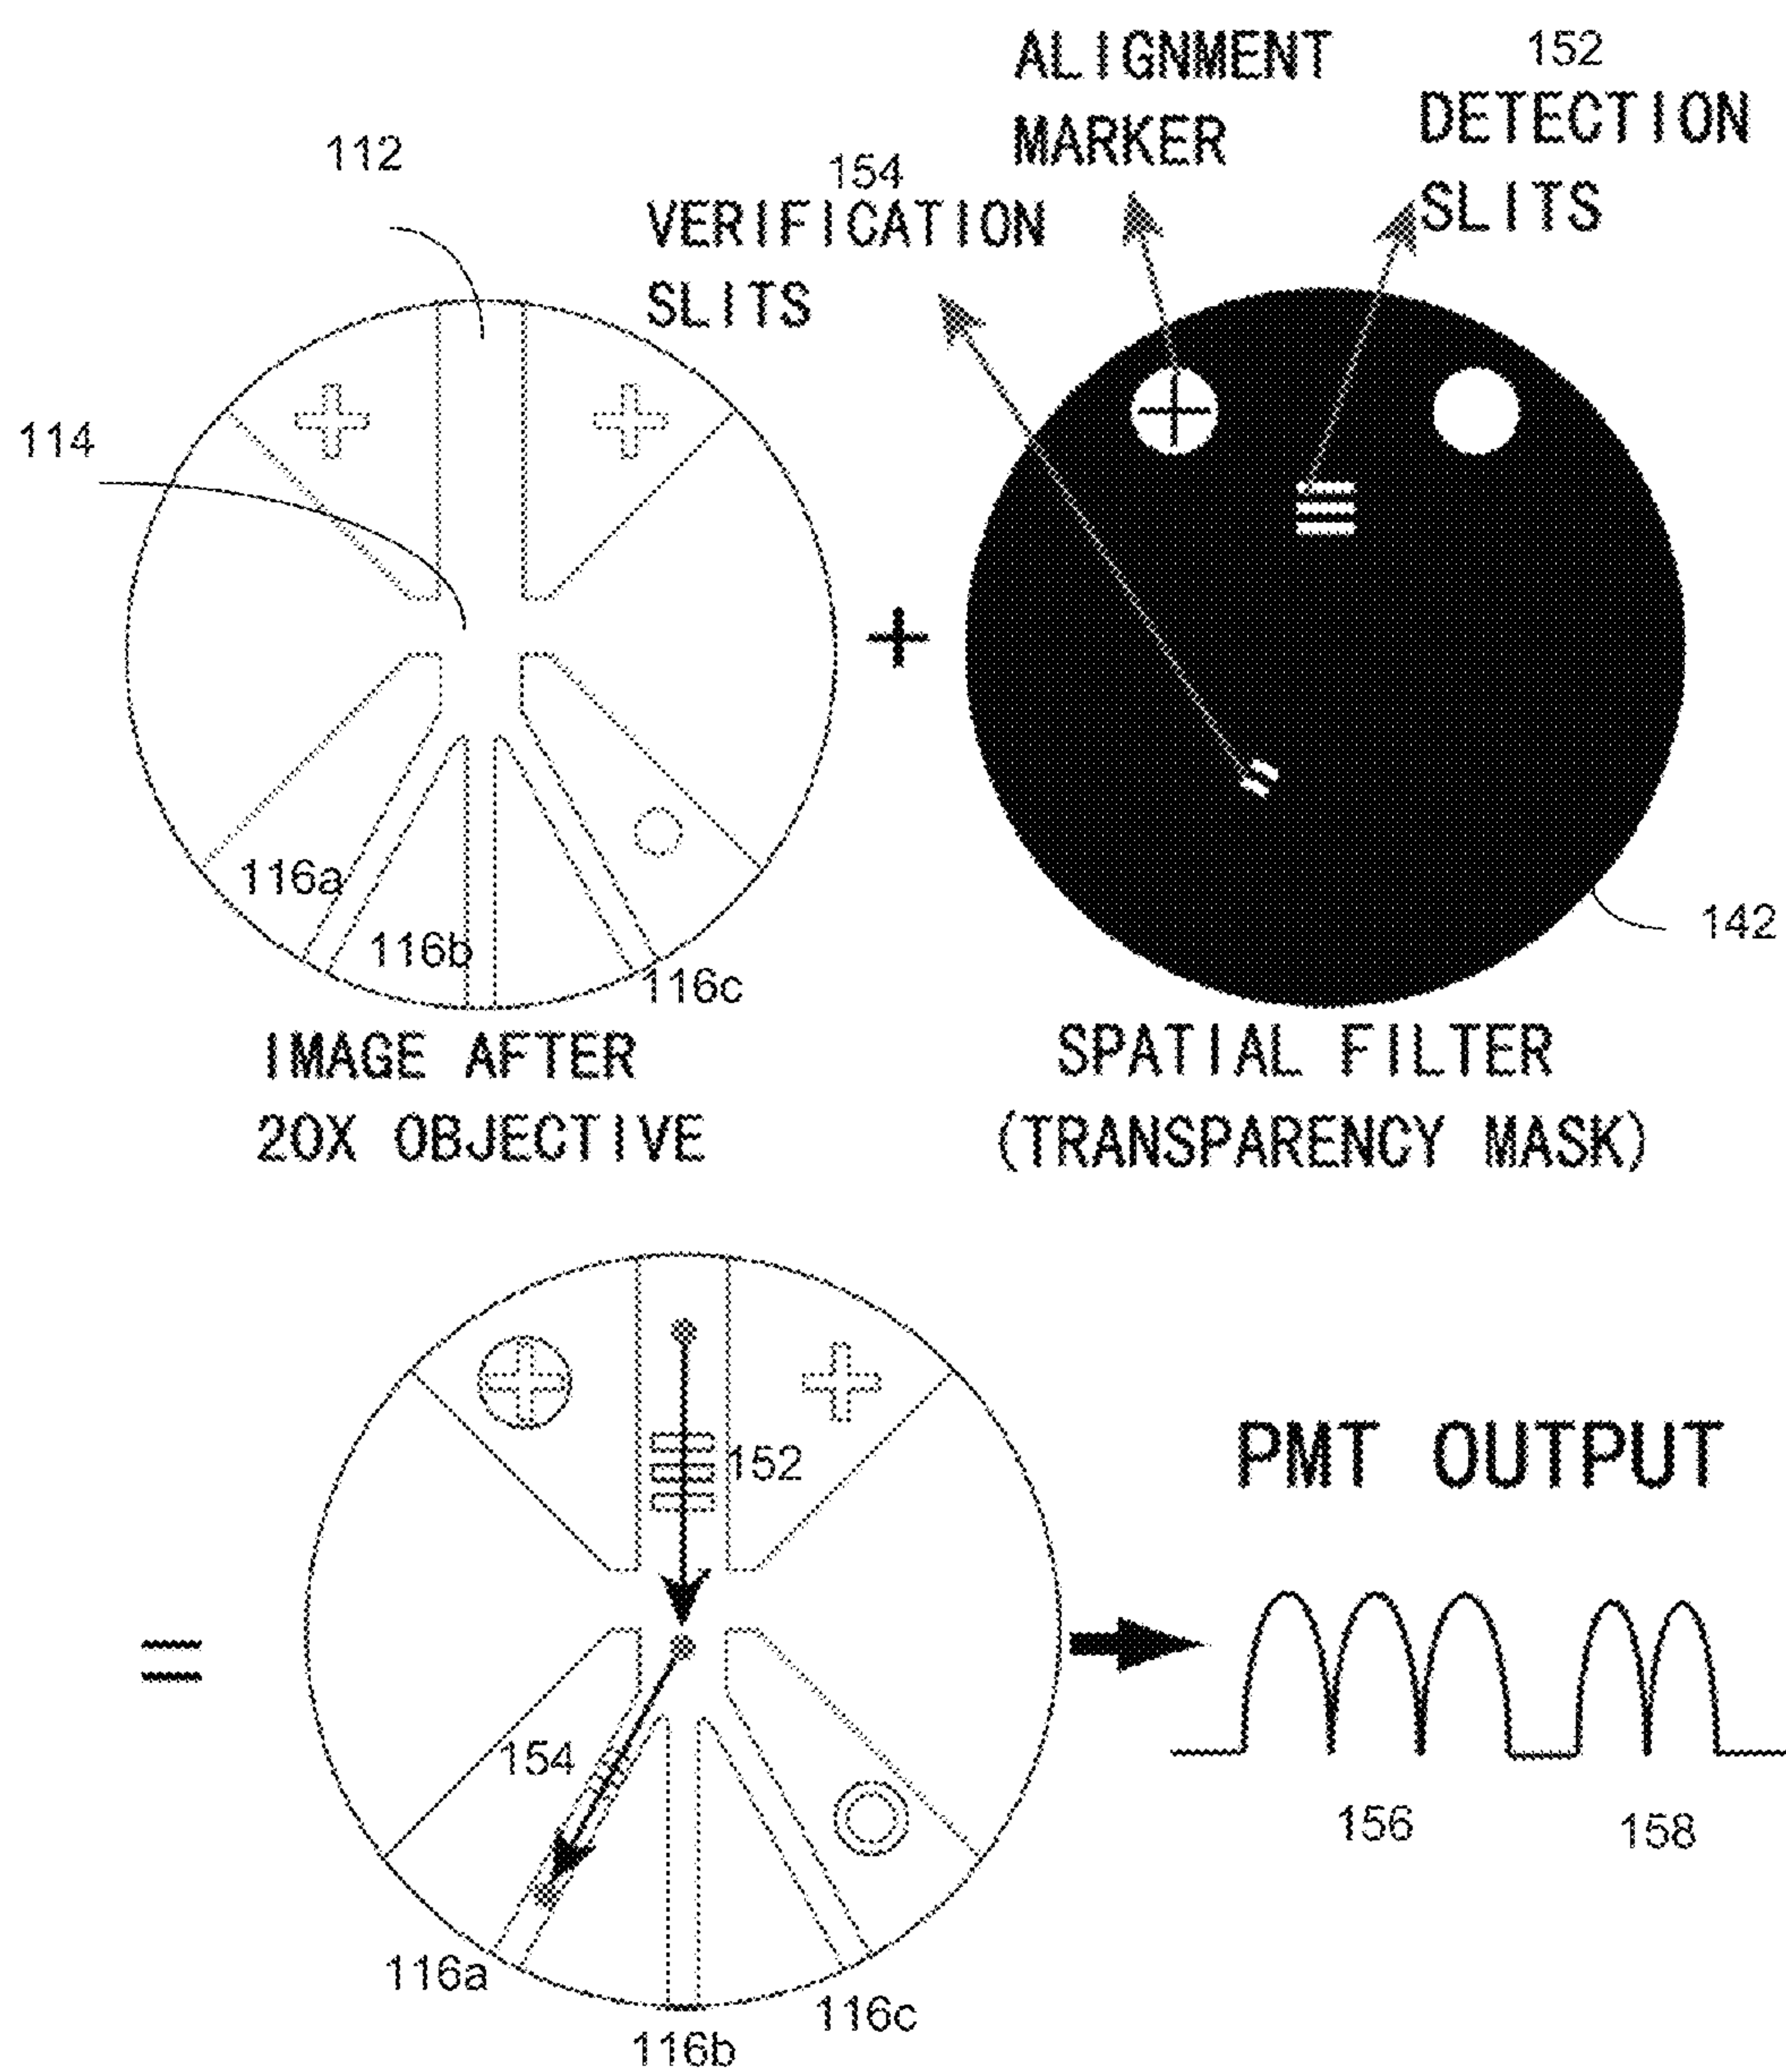 ALIGNMENT
MARKER
152
DETECTION
SLITS
112
154
VERIFICATION
SLITS
114
+
116a
116b
116c
142
IMAGE AFTER
20X OBJECTIVE
SPATIAL FILTER
(TRANSPARENCY MASK)
=
152
154
116a
116b
116c
PMT OUTPUT
156
158